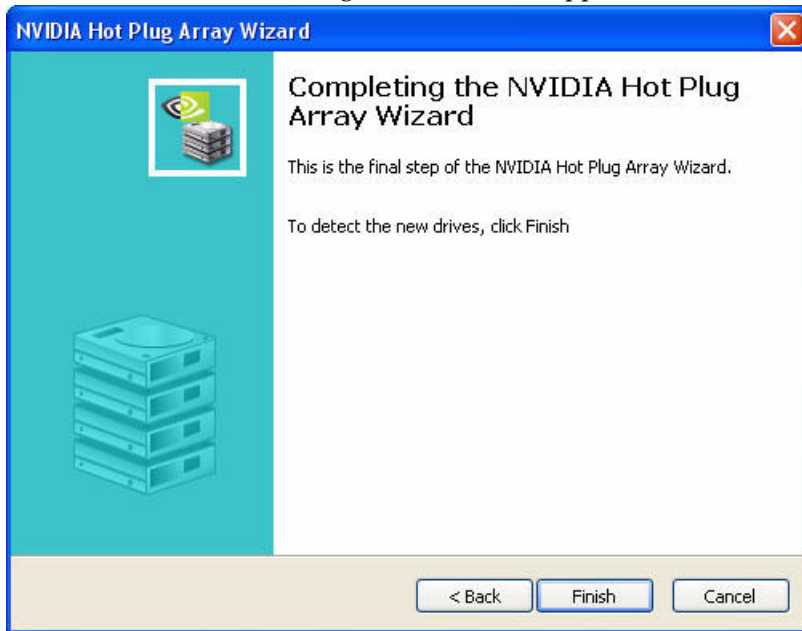 NVIDIA Hot Plug Array Wizard
Completing the NVIDIA Hot Plug
Array Wizard
This is the final step of the NVIDIA Hot Plug Array Wizard.
To detect the new drives, click Finish
< Back
Finish
Cancel